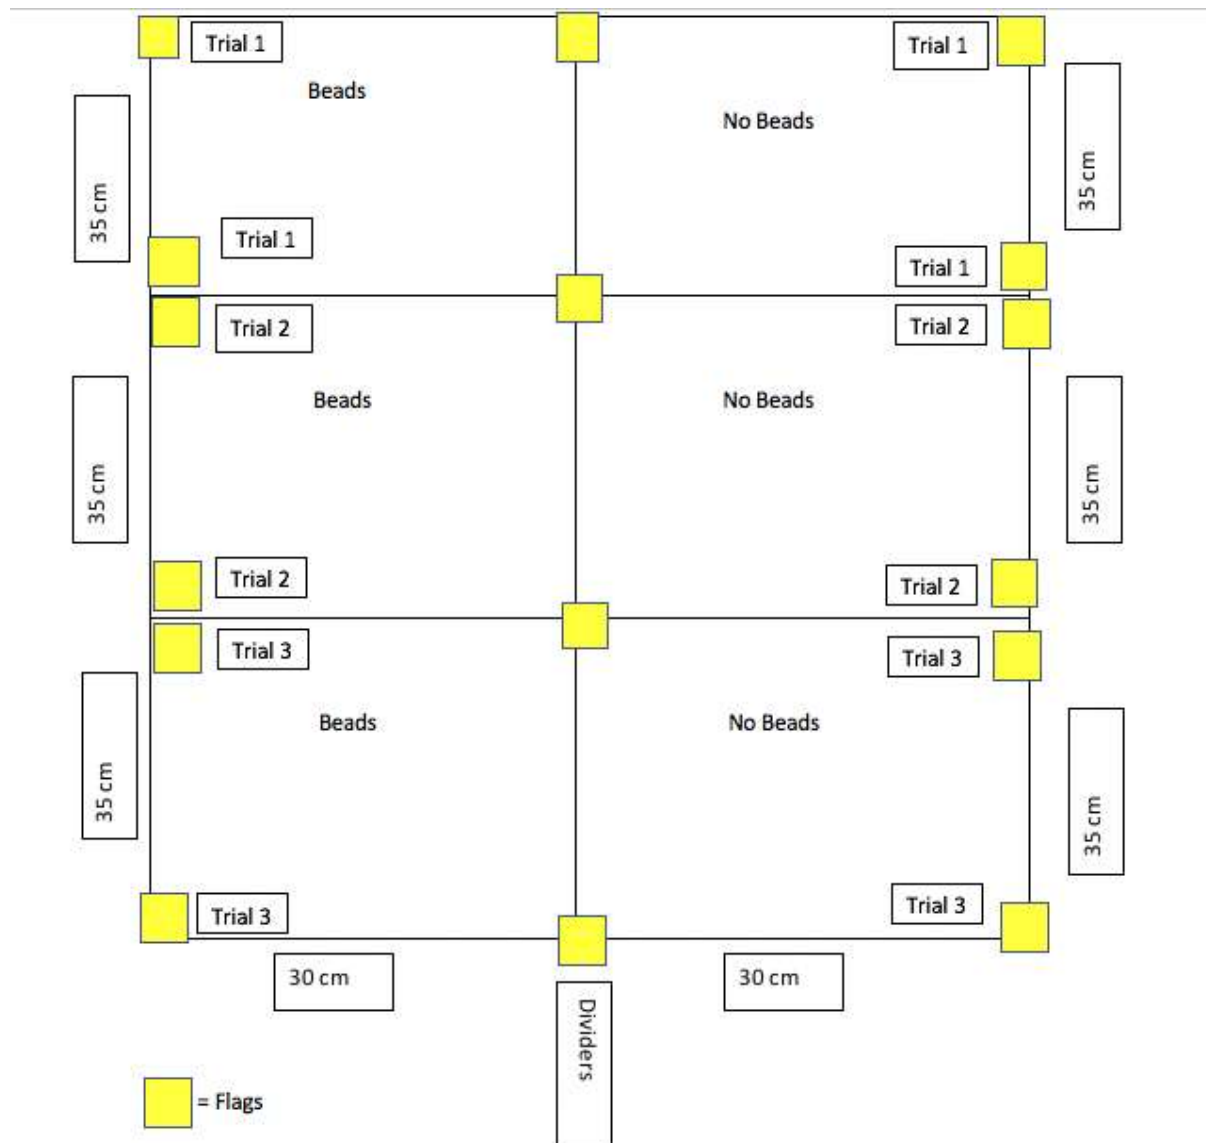 Trial 1
Trial 1
Beads
No Beads
35 cm
35 cm
Trial 1
Trial 1
Trial 2
Trial 2
Beads
No Beads
35 cm
35 cm
Trial 2
Trial 2
Trial 3
Trial 3
Beads
No Beads
35 cm
35 cm
Trial 3
Trial 3
30 cm
30 cm
Dividers
= Flags